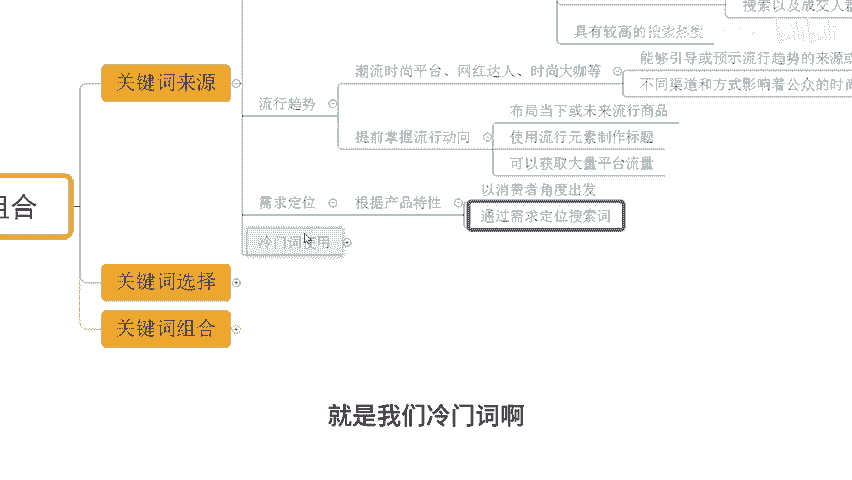 搜索以及成交人群
具有较高的搜索热度
能够引导或预示流行趋势的来源或
潮流时尚平台、网红达人、时尚大咖等
不同渠道和方式影响着公众的时尚
关键词来源
流行趋势
布局当下或未来流行商品
提前掌握流行动向
使用流行元素制作标题
可以获取大量平台流量
需求定位
根据产品特性
以消费者角度出发
通过需求定位搜索词
组合
冷门词使用
关键词选择
关键词组合
就是我们冷门词啊